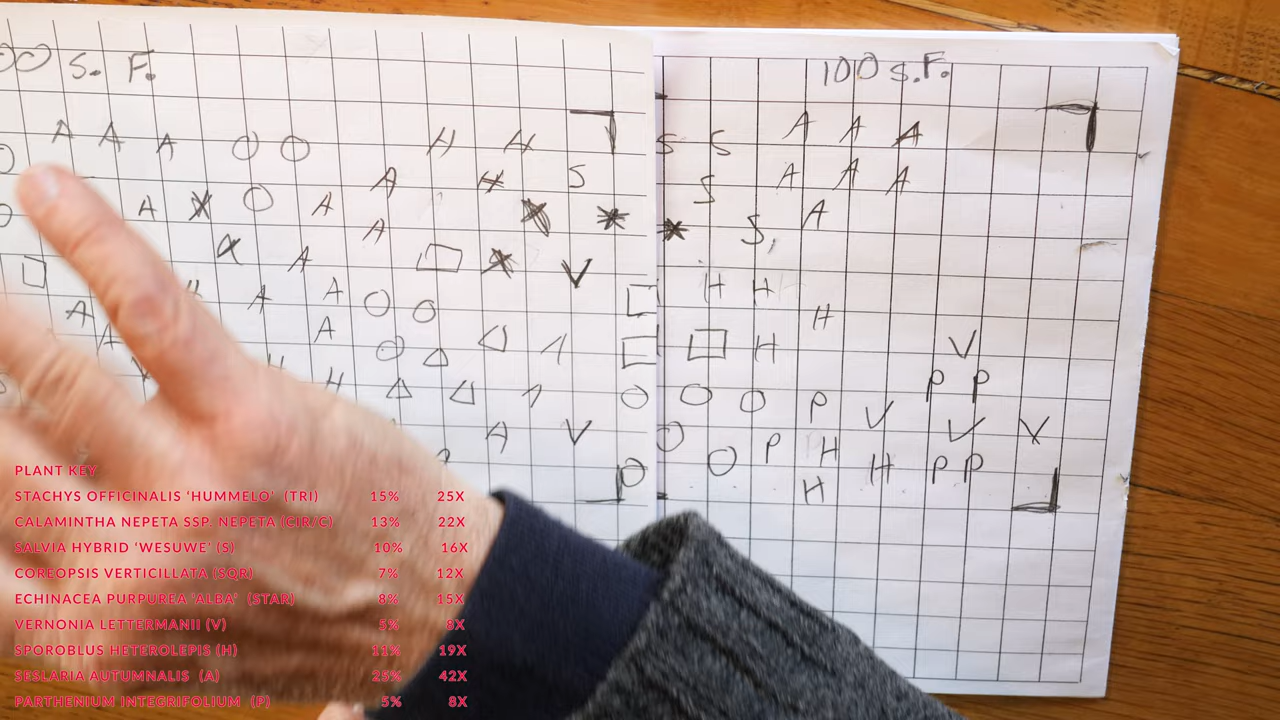 00 S. F.
100 S.F.
A A A O O H H S S A A A
A H S S A A A
A * O A * * * S, A
α A A □ * V
□ H A A O O □ H H H
A A O △ △ □ □ H V
P P
H H △ △ O O O P V
A V O O P H V V
O H P P
H
PLANT KEY
STACHYS OFFICINALIS 'HUMMELO' (TRI) 15% 25X
CALAMINTHA NEPETA SSP. NEPETA (CIR/C) 13% 22X
SALVIA HYBRID 'WESUWE' (S) 10% 16X
COREOPSIS VERTICILLATA (SQR) 7% 12X
ECHINACEA PURPUREA 'ALBA' (STAR) 8% 15X
VERNONIA LETTERMANII (V) 5% 8X
SPOROBLUS HETEROLEPIS (H) 11% 19X
SESLARIA AUTUMNALIS (A) 25% 42X
PARTHENIUM INTEGRIFOLIUM (P) 5% 8X